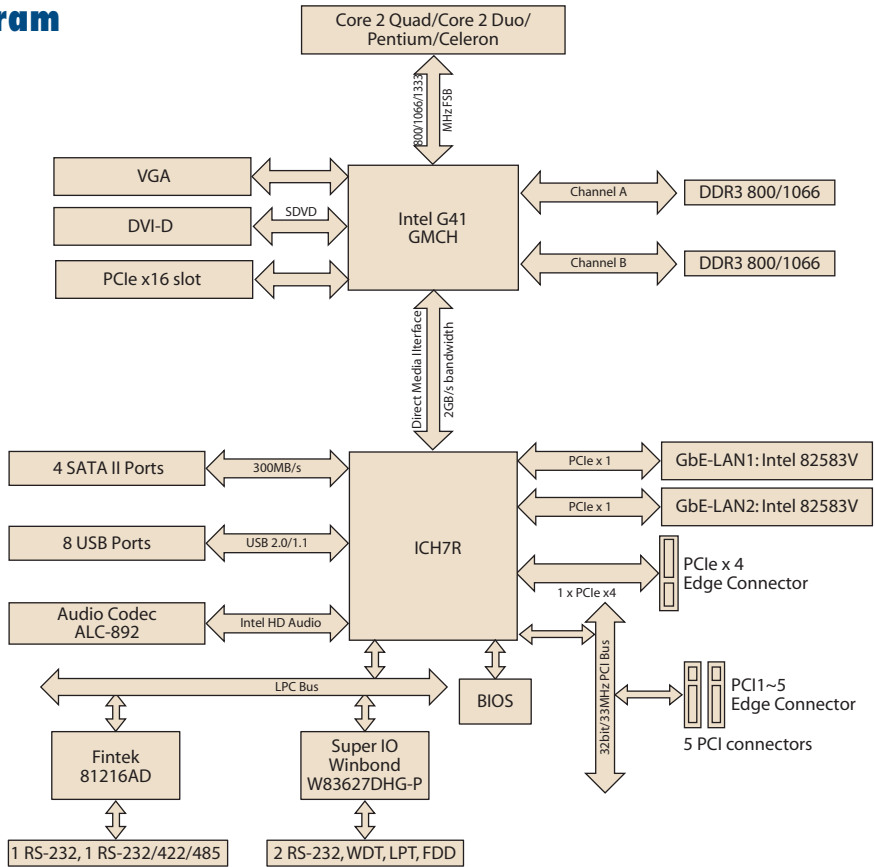 ram
Core 2 Quad/Core 2 Duo/
Pentium/Celeron
800/1066/1333
MHz FSB
VGA
SDVD
DVI-D
PCIe x16 slot
Intel G41
GMCH
Channel A
DDR3 800/1066
Channel B
DDR3 800/1066
Direct Media IIterface
2GB/s bandwidth
4 SATA II Ports
300MB/s
8 USB Ports
USB 2.0/1.1
Audio Codec
ALC-892
Intel HD Audio
ICH7R
PCIe x 1
GbE-LAN1: Intel 82583V
PCIe x 1
GbE-LAN2: Intel 82583V
PCIe x 4
Edge Connector
1 x PCIe x4
32bit/33MHz PCI Bus
PCI1~5
Edge Connector
5 PCI connectors
LPC Bus
BIOS
Fintek
81216AD
Super IO
Winbond
W83627DHG-P
1 RS-232, 1 RS-232/422/485
2 RS-232, WDT, LPT, FDD